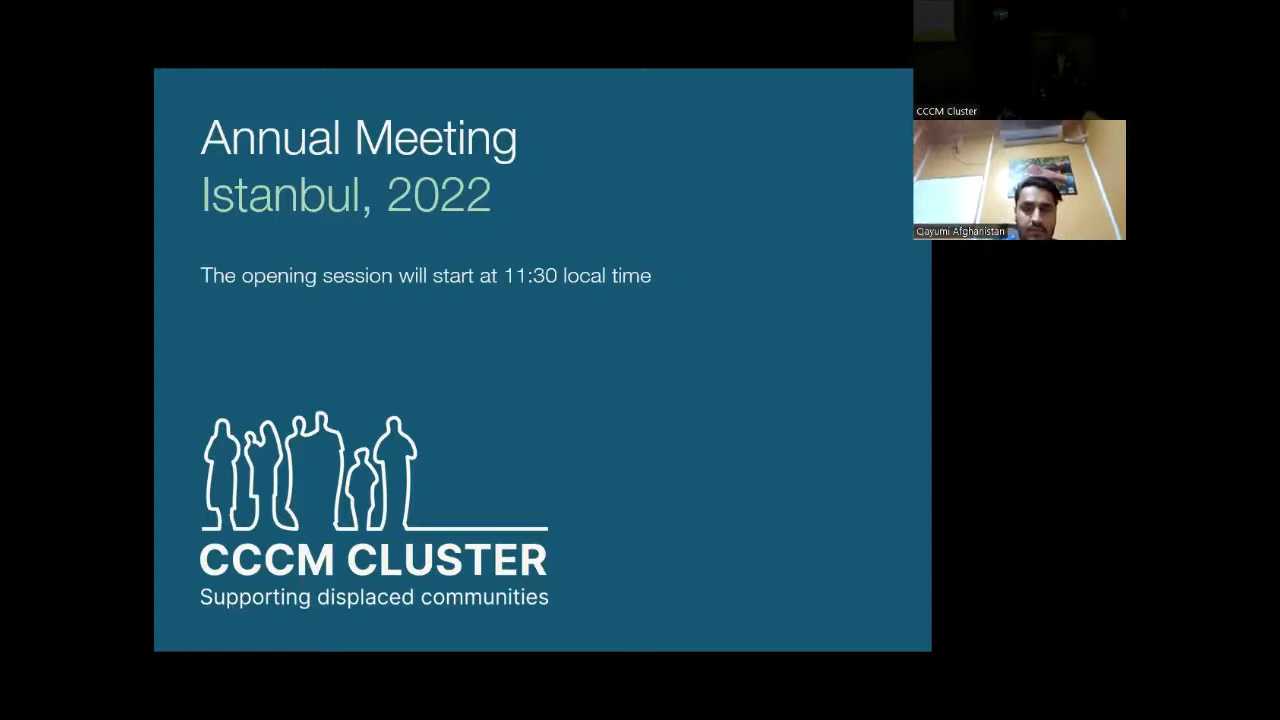 Annual Meeting
Istanbul, 2022
The opening session will start at 11:30 local time
CCCM CLUSTER
Supporting displaced communities
CCCM Cluster
Qayumi Afghanistan